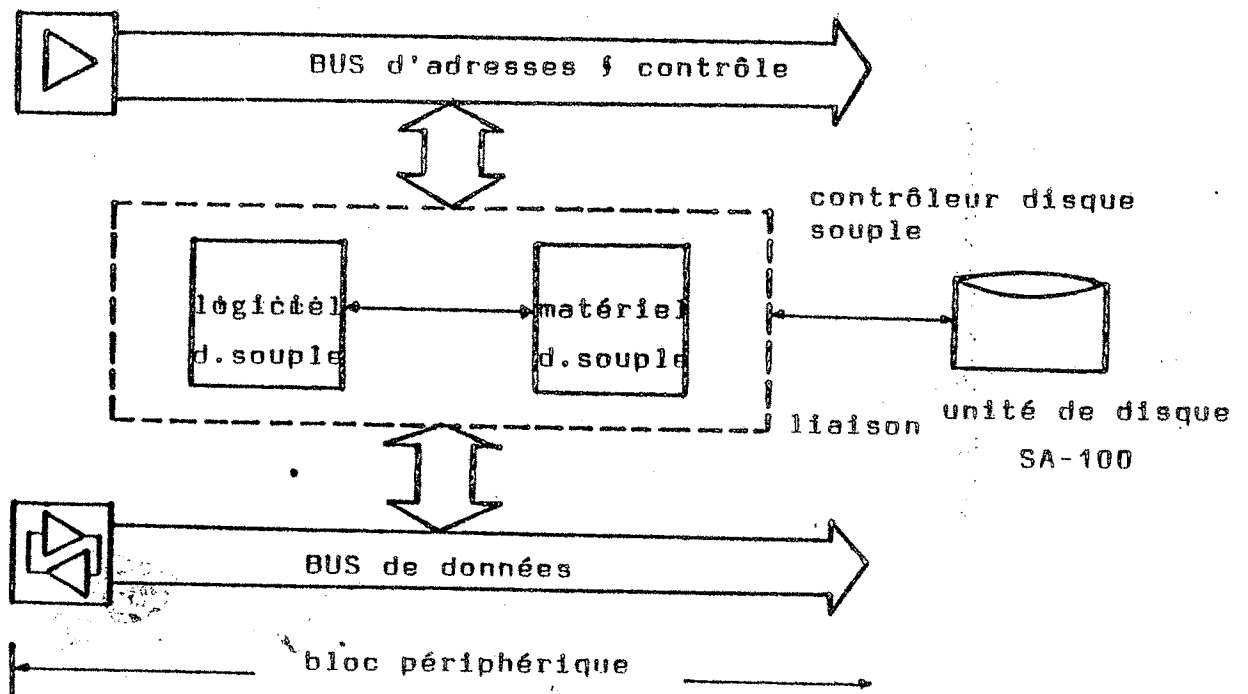 BUS d'adresses & contrôle
contrôleur disque
souple
logiciel
d.souple
matériel
d.souple
liaison
unité de disque
SA-100
BUS de données
bloc périphérique